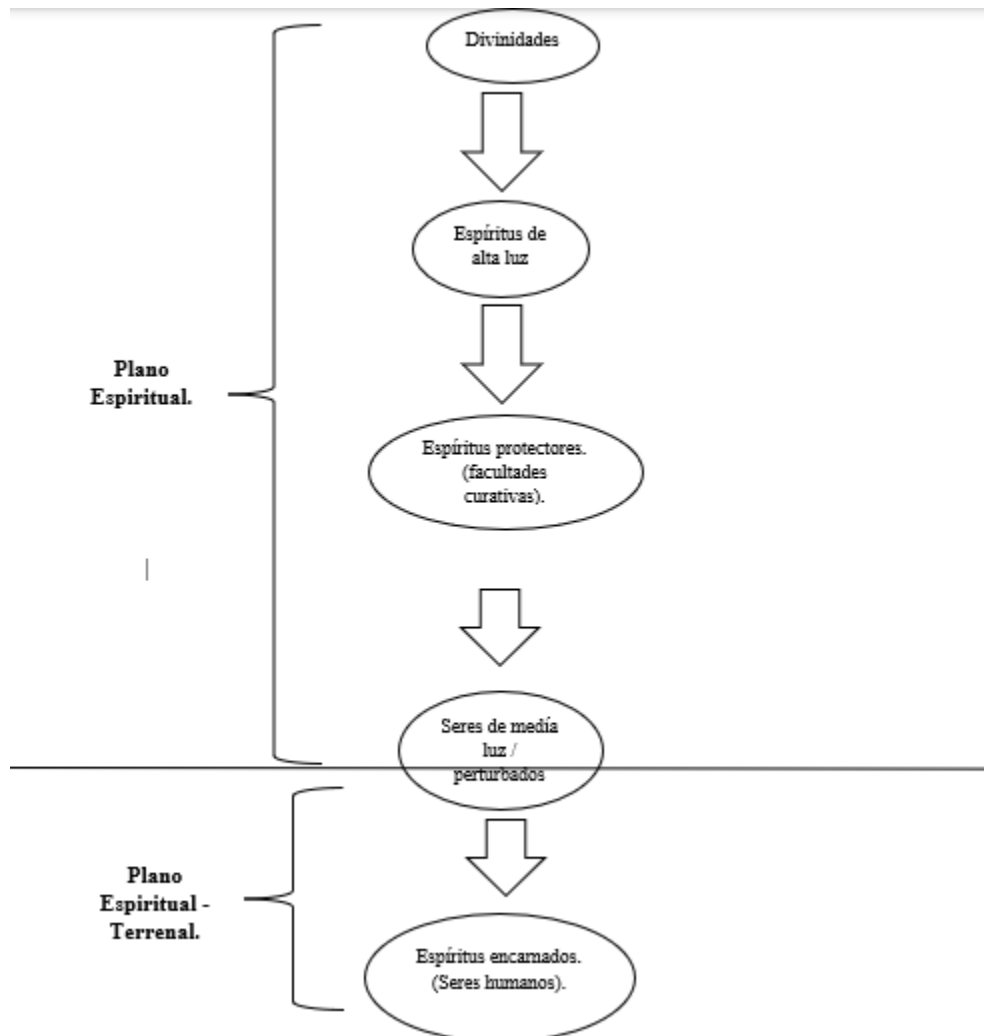 Divinidades
Espíritus de
alta luz
Plano
Espiritual.
Espíritus protectores.
(facultades
curativas).
Seres de medía
luz /
perturbados
Plano
Espiritual -
Terrenal.
Espíritus encarnados.
(Seres humanos).